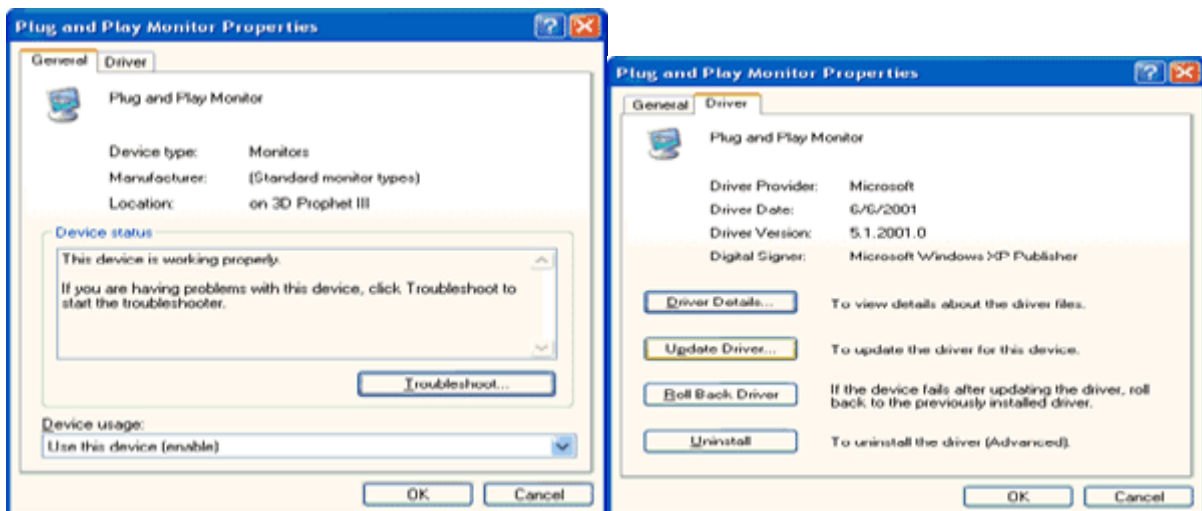 Plug and Play Monitor Properties
General Driver
Plug and Play Monitor
Device type: Monitors
Manufacturer: (Standard monitor types)
Location: on 3D Prophet III
Device status
This device is working properly.
If you are having problems with this device, click Troubleshoot to
start the troubleshooter.
Troubleshoot...
Device usage:
Use this device (enable)
OK Cancel
Plug and Play Monitor Properties
General Driver
Plug and Play Monitor
Driver Provider: Microsoft
Driver Date: 6/6/2001
Driver Version: 5.1.2001.0
Digital Signer: Microsoft Windows XP Publisher
Driver Details... To view details about the driver files.
Update Driver... To update the driver for this device.
Roll Back Driver If the device fails after updating the driver, roll
back to the previously installed driver.
Uninstall To uninstall the driver (Advanced).
OK Cancel